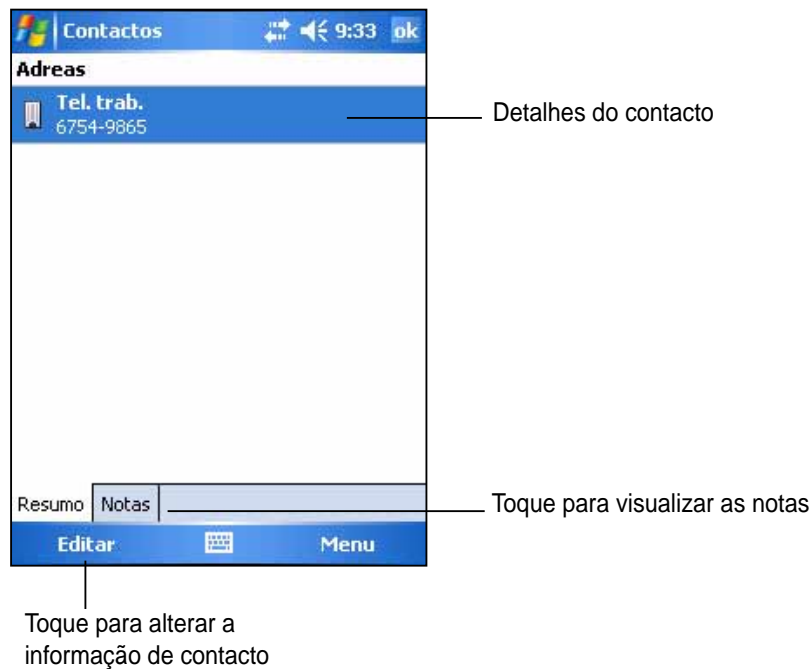 Contactos 9:33 ok
Adreas
Tel. trab.
6754-9865
Detalhes do contacto
Resumo Notas
Toque para visualizar as notas
Editar Menu
Toque para alterar a
informação de contacto